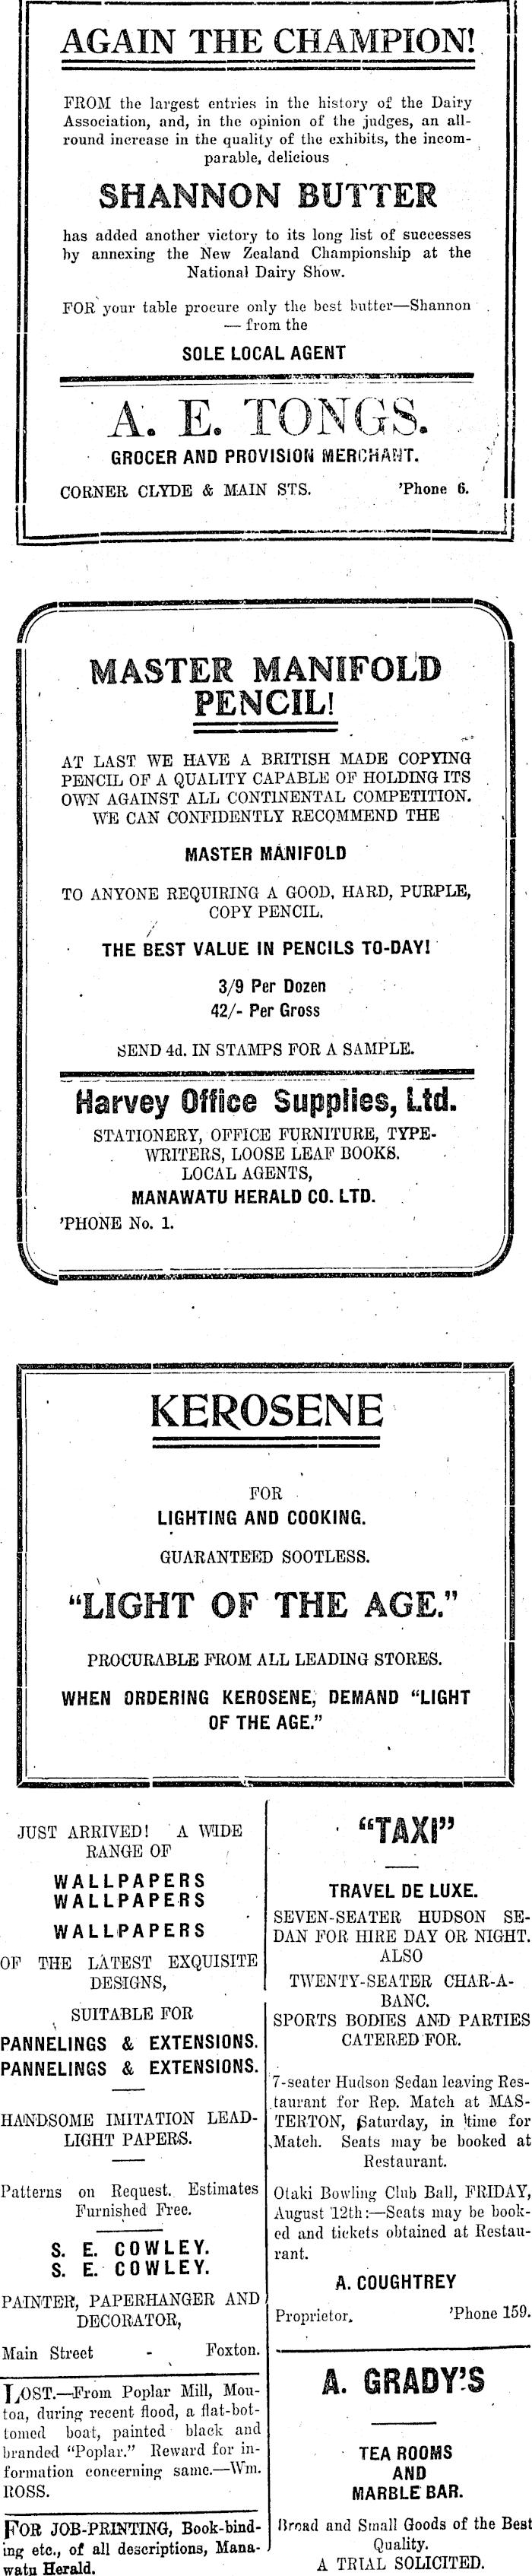 AGAIN THE CHAMPION!
FROM the largest entries in the history of the Dairy
Association, and, in the opinion of the judges, an all-
round increase in the quality of the exhibits, the incom-
parable, delicious
SHANNON BUTTER
has added another victory to its long list of successes
by annexing the New Zealand Championship at the
National Dairy Show.
FOR your table procure only the best butter—Shannon
— from the
SOLE LOCAL AGENT
A. E. TONGS.
GROCER AND PROVISION MERCHANT.
CORNER CLYDE & MAIN STS. 'Phone 6.
MASTER MANIFOLD
PENCIL!
AT LAST WE HAVE A BRITISH MADE COPYING
PENCIL OF A QUALITY CAPABLE OF HOLDING ITS
OWN AGAINST ALL CONTINENTAL COMPETITION.
WE CAN CONFIDENTLY RECOMMEND THE
MASTER MANIFOLD
TO ANYONE REQUIRING A GOOD, HARD, PURPLE,
COPY PENCIL.
THE BEST VALUE IN PENCILS TO-DAY!
3/9 Per Dozen
42/- Per Gross
SEND 4d. IN STAMPS FOR A SAMPLE.
Harvey Office Supplies, Ltd.
STATIONERY, OFFICE FURNITURE, TYPE-
WRITERS, LOOSE LEAF BOOKS.
LOCAL AGENTS,
MANAWATU HERALD CO. LTD.
'PHONE No. 1.
KEROSENE
FOR
LIGHTING AND COOKING.
GUARANTEED SOOTLESS.
"LIGHT OF THE AGE."
PROCURABLE FROM ALL LEADING STORES.
WHEN ORDERING KEROSENE, DEMAND "LIGHT
OF THE AGE."
JUST ARRIVED! A WIDE
RANGE OF
WALLPAPERS
WALLPAPERS
WALLPAPERS
OF THE LATEST EXQUISITE
DESIGNS,
SUITABLE FOR
PANNELINGS & EXTENSIONS.
PANNELINGS & EXTENSIONS.
HANDSOME IMITATION LEAD-
LIGHT PAPERS.
Patterns on Request. Estimates
Furnished Free.
S. E. COWLEY.
S. E. COWLEY.
PAINTER, PAPERHANGER AND
DECORATOR,
Main Street - Foxton.
LOST.—From Poplar Mill, Mou-
toa, during recent flood, a flat-bot-
tomed boat, painted black and
branded "Poplar." Reward for in-
formation concerning same.—Wm.
ROSS.
FOR JOB-PRINTING, Book-bind-
ing etc., of all descriptions, Mana-
watu Herald.
"TAXI"
TRAVEL DE LUXE.
SEVEN-SEATER HUDSON SE-
DAN FOR HIRE DAY OR NIGHT.
ALSO
TWENTY-SEATER CHAR-A-
BANC.
SPORTS BODIES AND PARTIES
CATERED FOR.
7-seater Hudson Sedan leaving Res-
taurant for Rep. Match at MAS-
TERTON, Saturday, in time for
Match. Seats may be booked at
Restaurant.
Otaki Bowling Club Ball, FRIDAY,
August 12th:—Seats may be book-
ed and tickets obtained at Restau-
rant.
A. COUGHTREY
Proprietor. 'Phone 159.
A. GRADY'S
TEA ROOMS
AND
MARBLE BAR.
Bread and Small Goods of the Best
Quality.
A TRIAL SOLICITED.